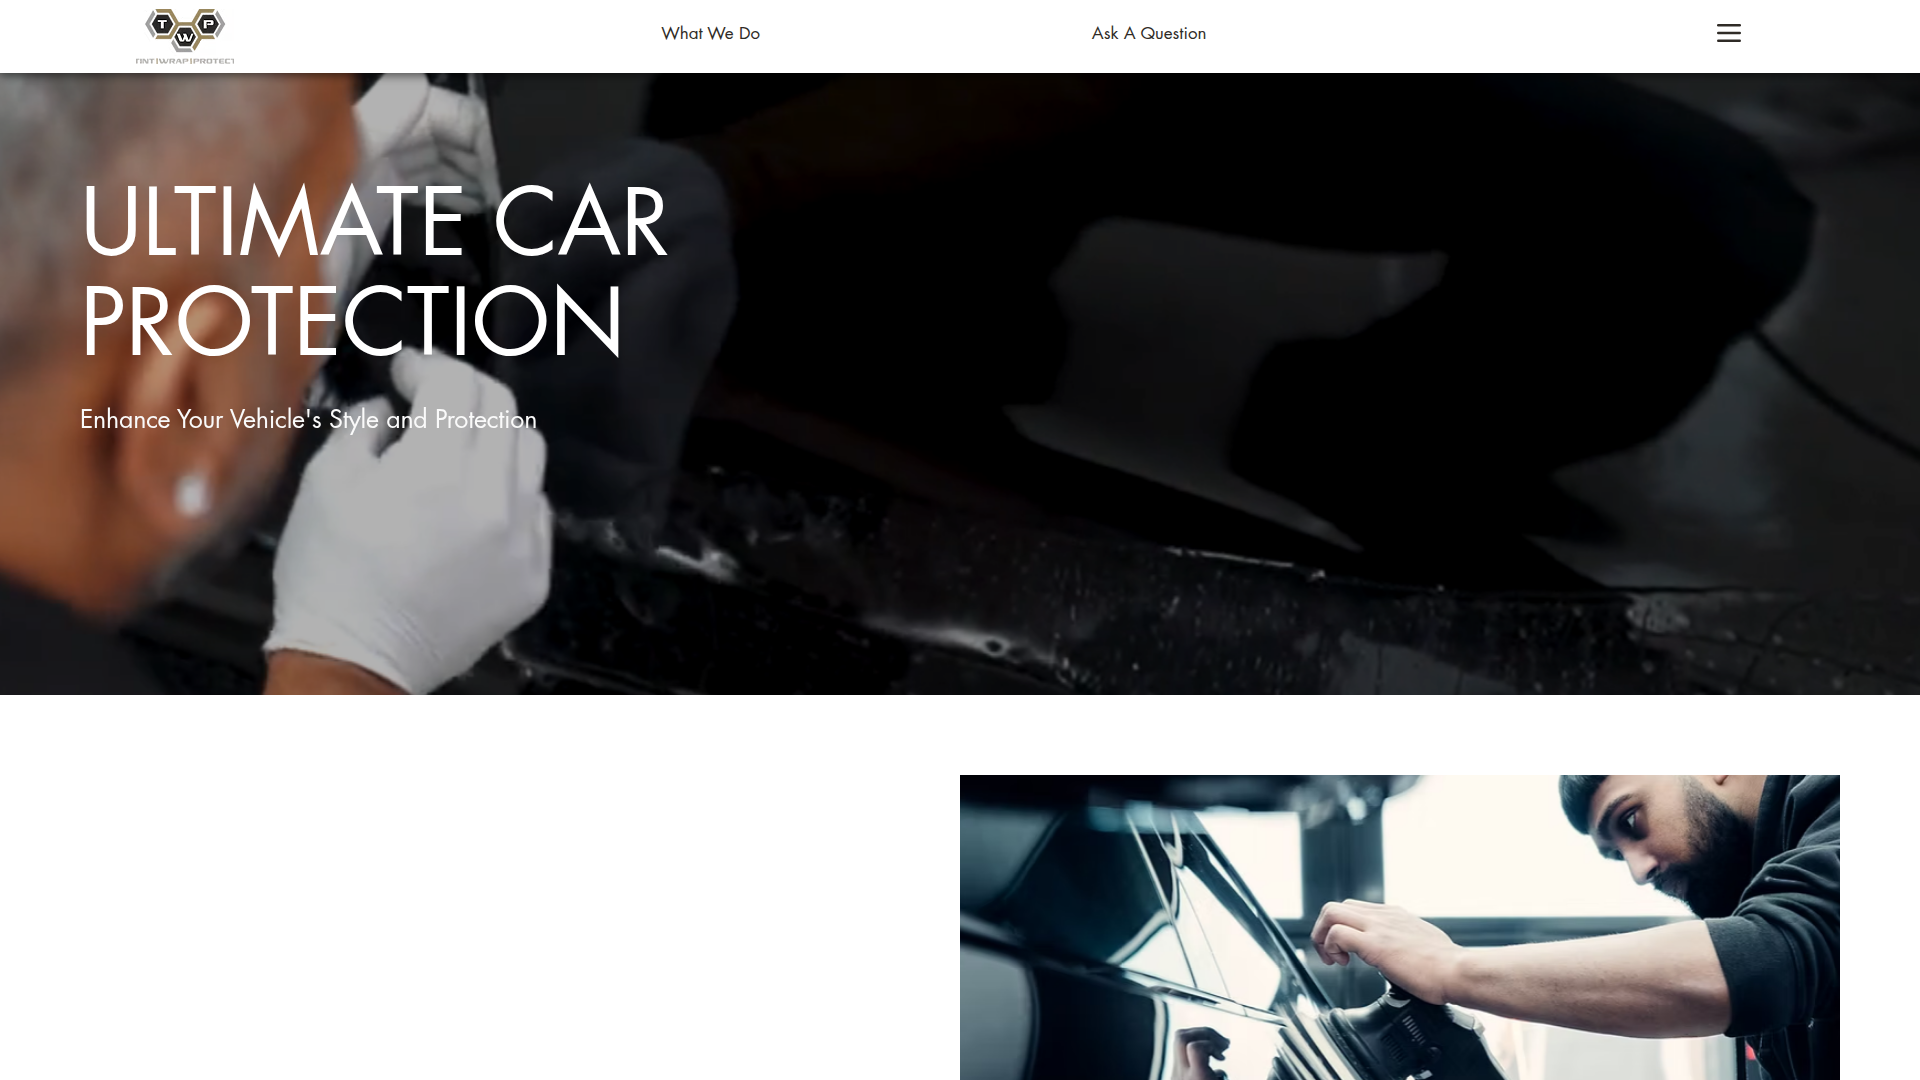 T W P
TINT|WRAP|PROTECT
What We Do
Ask A Question
ULTIMATE CAR
PROTECTION
Enhance Your Vehicle's Style and Protection